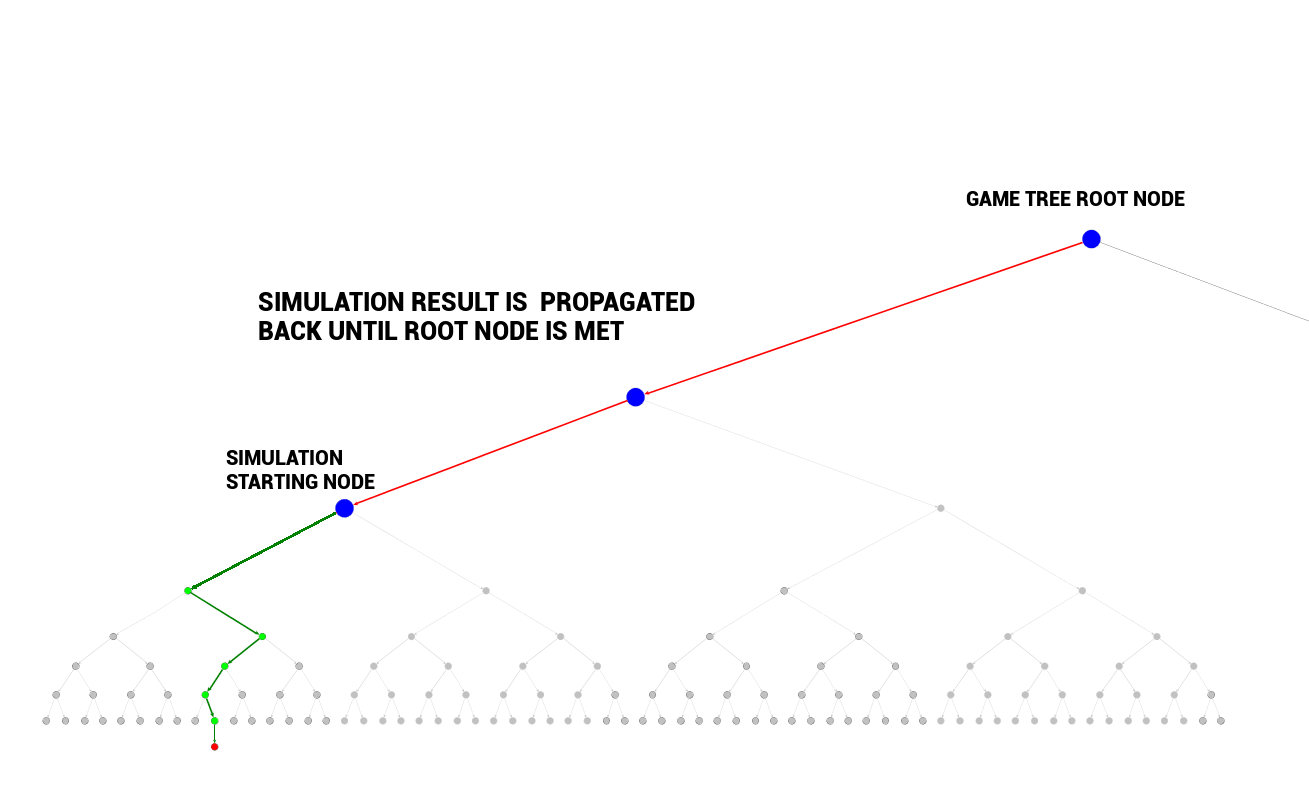 GAME TREE ROOT NODE
SIMULATION RESULT IS  PROPAGATED
BACK UNTIL ROOT NODE IS MET
SIMULATION
STARTING NODE